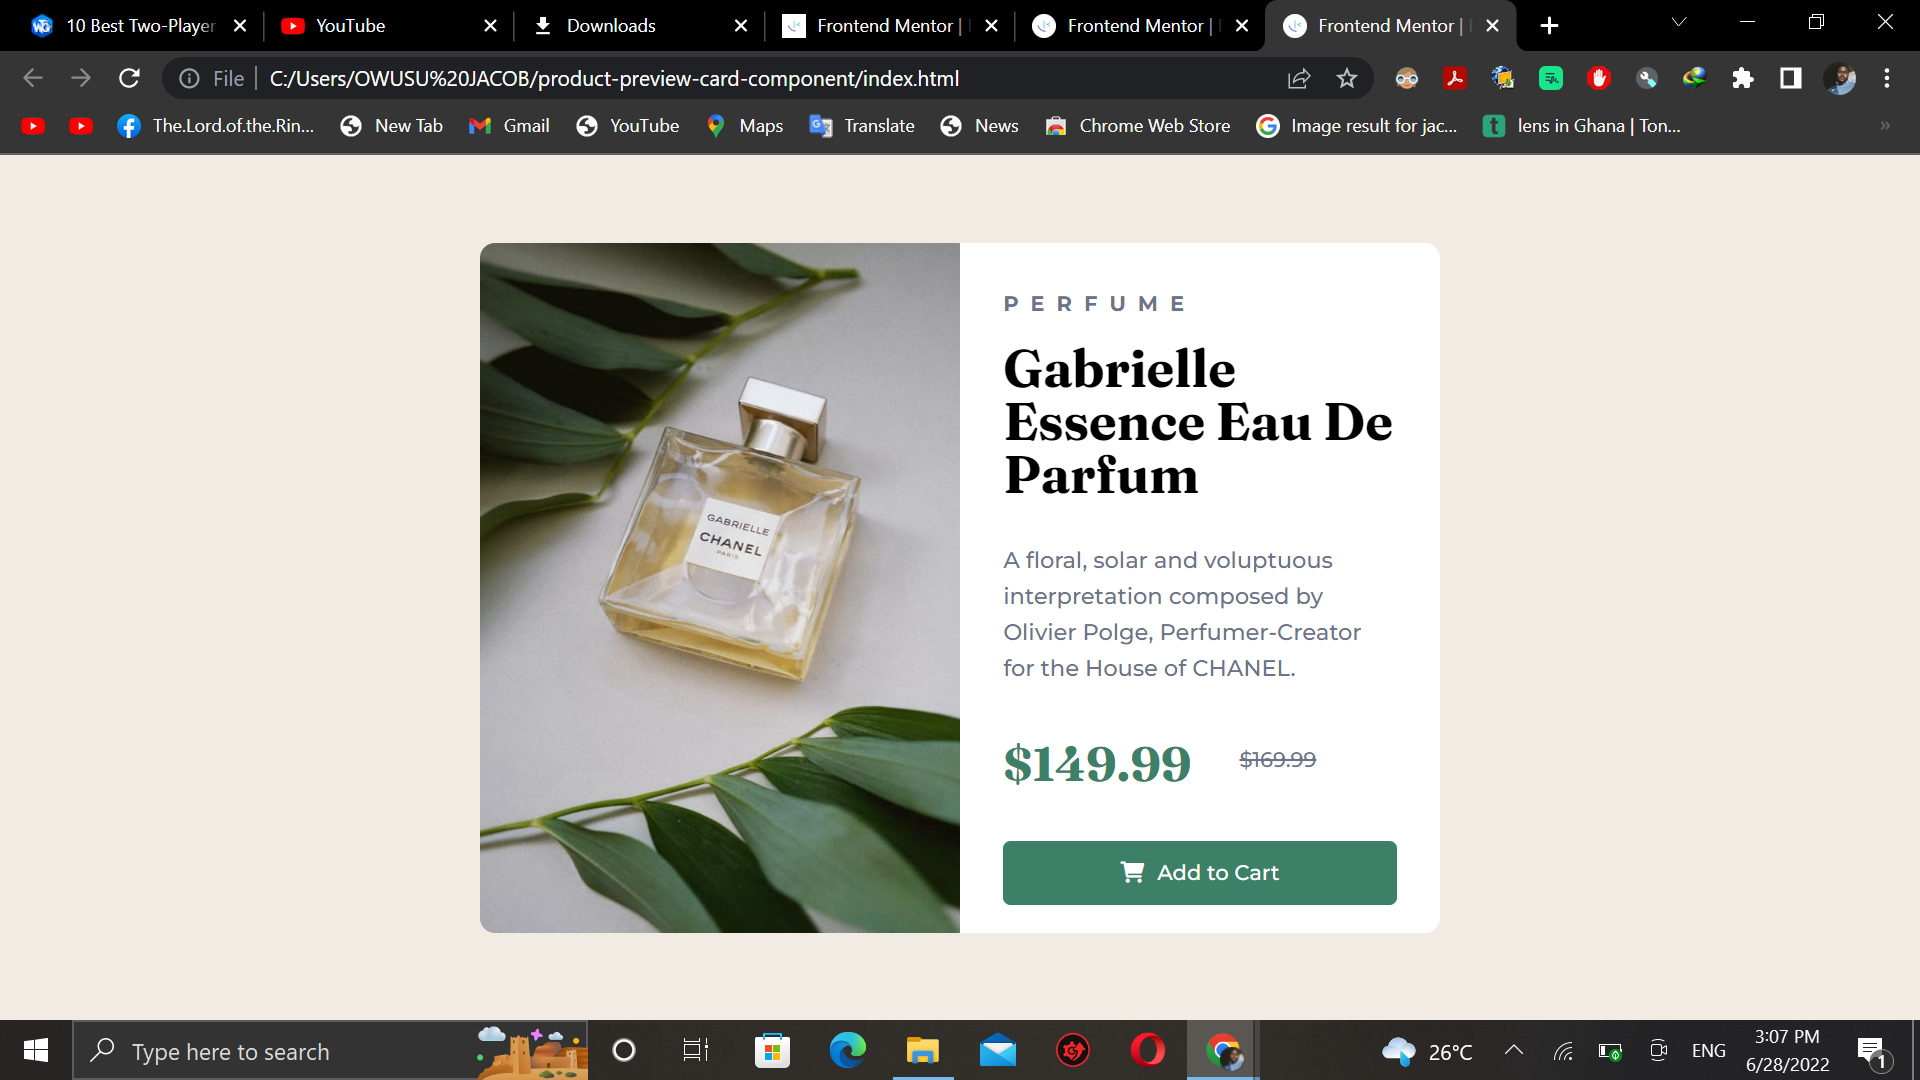 10 Best Two-Player
YouTube
Downloads
Frontend Mentor |
Frontend Mentor |
Frontend Mentor |
File
C:/Users/OWUSU%20JACOB/product-preview-card-component/index.html
The.Lord.of.the.Rin...
New Tab
Gmail
YouTube
Maps
Translate
News
Chrome Web Store
Image result for jac...
lens in Ghana | Ton...
GABRIELLE
CHANEL
PARIS
PERFUME
Gabrielle
Essence Eau De
Parfum
A floral, solar and voluptuous
interpretation composed by
Olivier Polge, Perfumer-Creator
for the House of CHANEL.
$149.99
$169.99
Add to Cart
Type here to search
26°C
ENG
3:07 PM
6/28/2022
1